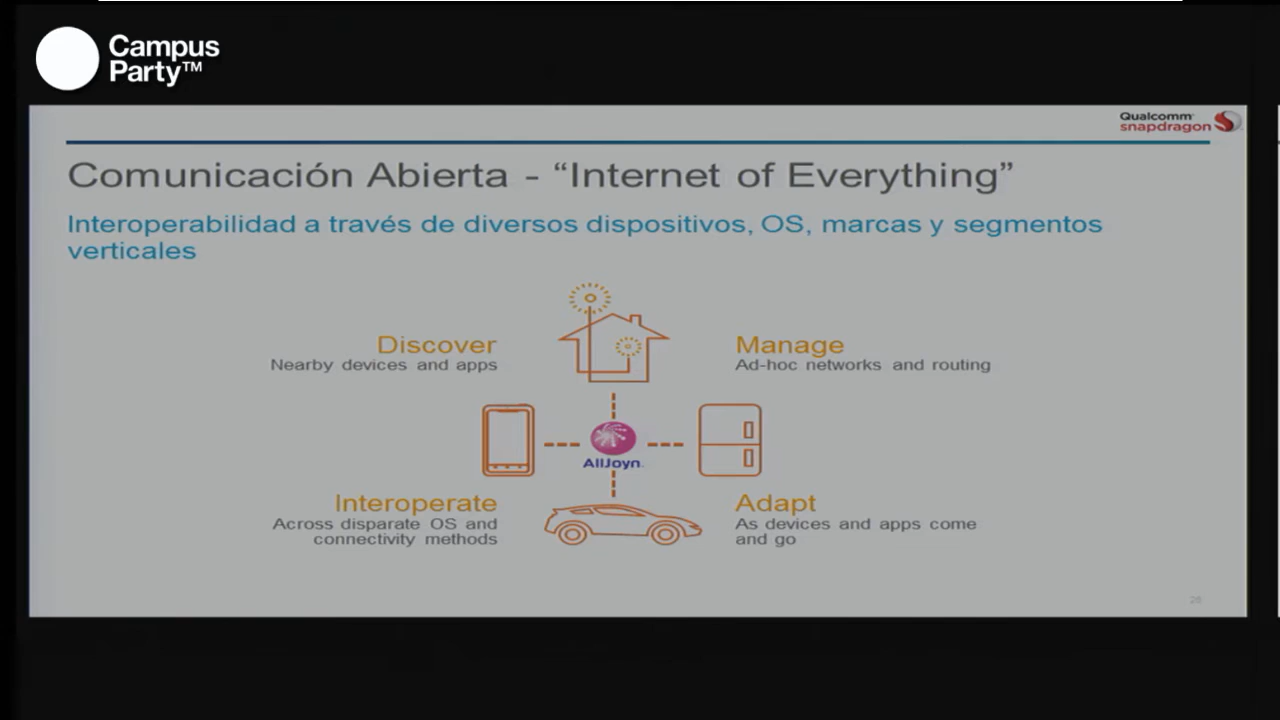 Campus
Party™
Qualcomm
snapdragon
Comunicación Abierta - “Internet of Everything”
Interoperabilidad a través de diversos dispositivos, OS, marcas y segmentos
verticales
Discover
Nearby devices and apps
Manage
Ad-hoc networks and routing
AllJoyn.
Interoperate
Across disparate OS and
connectivity methods
Adapt
As devices and apps come
and go
26